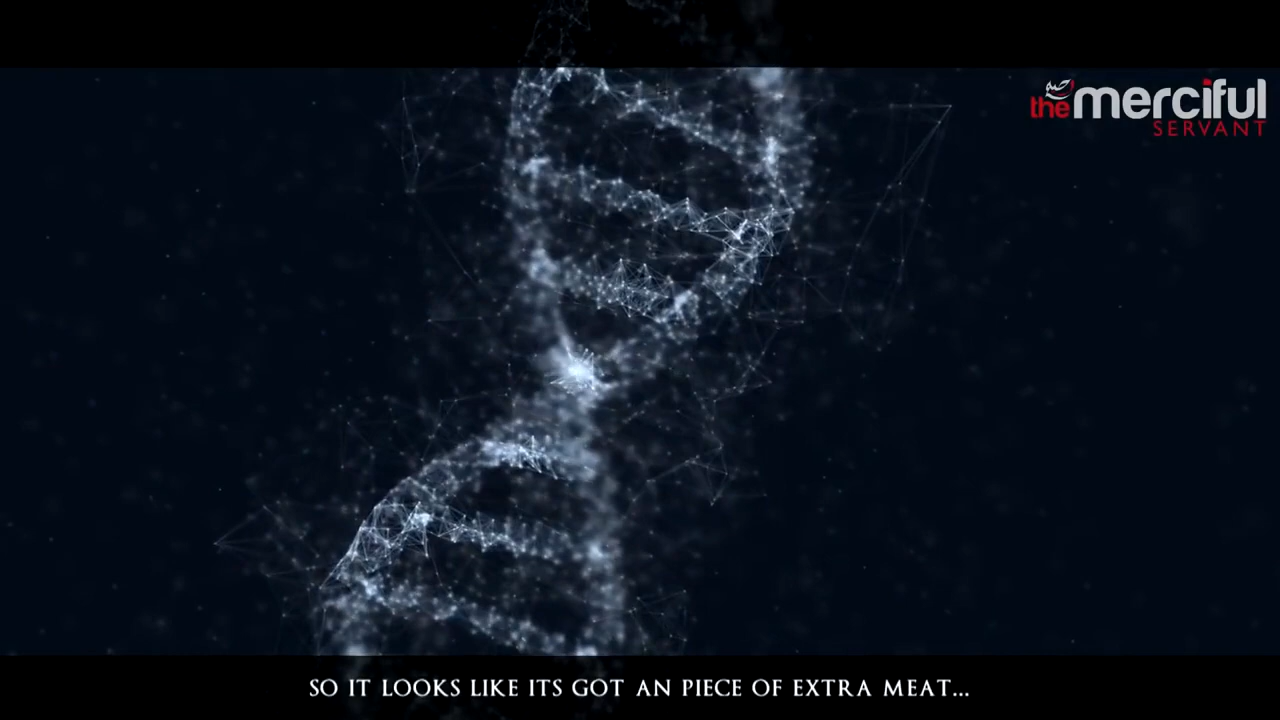 the merciful
SERVANT
SO IT LOOKS LIKE ITS GOT AN PIECE OF EXTRA MEAT...